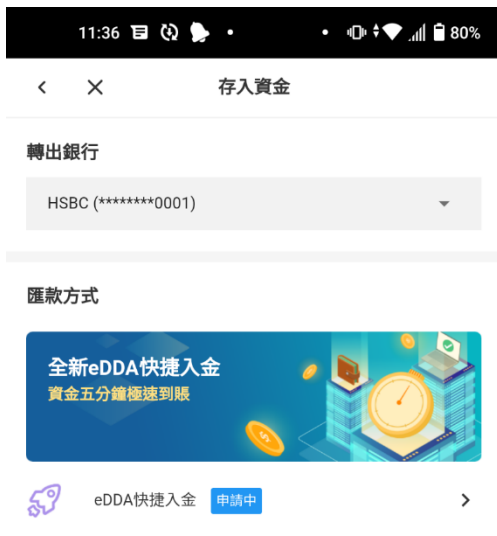 11:36
80%
存入資金
轉出銀行
HSBC (********0001)
匯款方式
全新eDDA快捷入金
資金五分鐘極速到賬
eDDA快捷入金 申請中